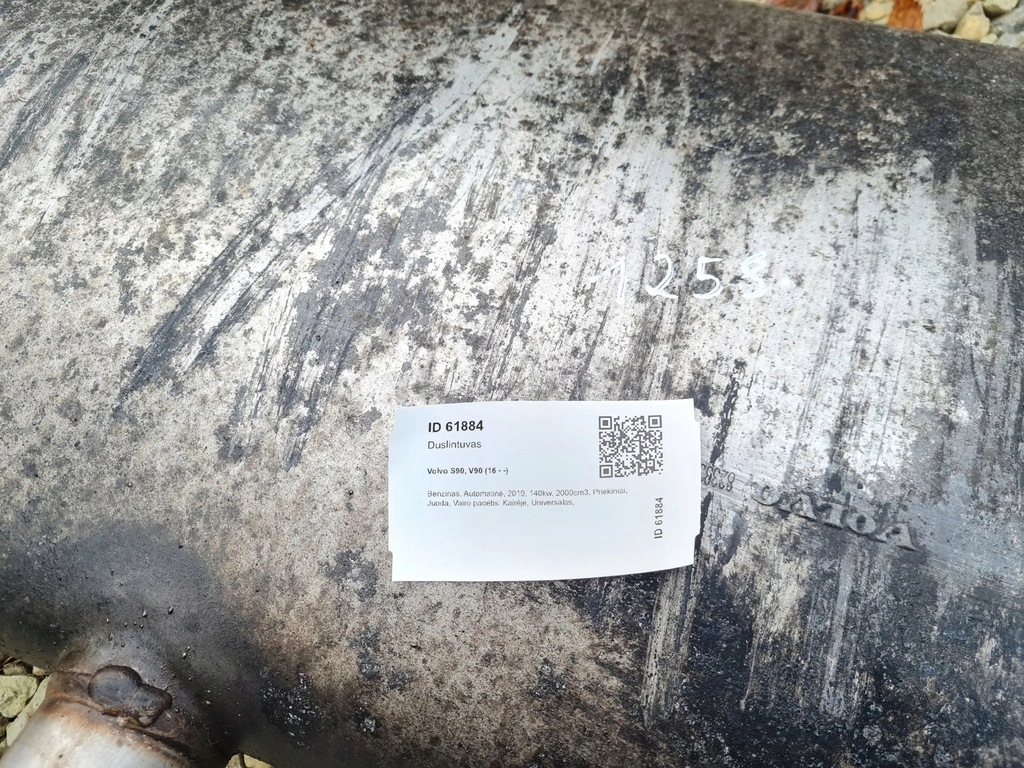 125
ID 61884
Duslintuvas
Volvo S90, V90 (16 - -)
Benzinas, Automatinė, 2019, 140kw, 2000cm3, Priekiniai,
Juoda, Vairo padėtis: Kairėje, Universalas,
ID 61884
VOLVO